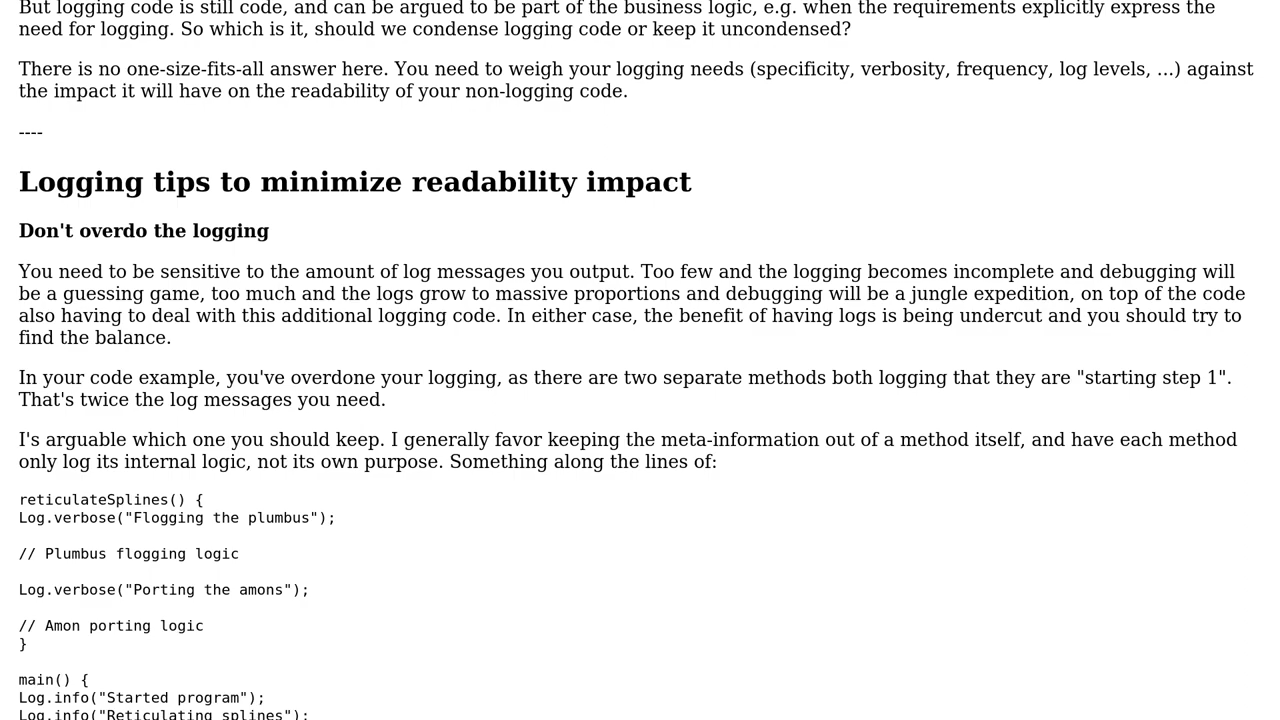 But logging code is still code, and can be argued to be part of the business logic, e.g. when the requirements explicitly express the
need for logging. So which is it, should we condense logging code or keep it uncondensed?
There is no one-size-fits-all answer here. You need to weigh your logging needs (specificity, verbosity, frequency, log levels, ...) against
the impact it will have on the readability of your non-logging code.
----
Logging tips to minimize readability impact
Don't overdo the logging
You need to be sensitive to the amount of log messages you output. Too few and the logging becomes incomplete and debugging will
be a guessing game, too much and the logs grow to massive proportions and debugging will be a jungle expedition, on top of the code
also having to deal with this additional logging code. In either case, the benefit of having logs is being undercut and you should try to
find the balance.
In your code example, you've overdone your logging, as there are two separate methods both logging that they are "starting step 1".
That's twice the log messages you need.
I's arguable which one you should keep. I generally favor keeping the meta-information out of a method itself, and have each method
only log its internal logic, not its own purpose. Something along the lines of:
reticulateSplines() {
Log.verbose("Flogging the plumbus");
// Plumbus flogging logic
Log.verbose("Porting the amons");
// Amon porting logic
}
main() {
Log.info("Started program");
Log.info("Reticulating splines");